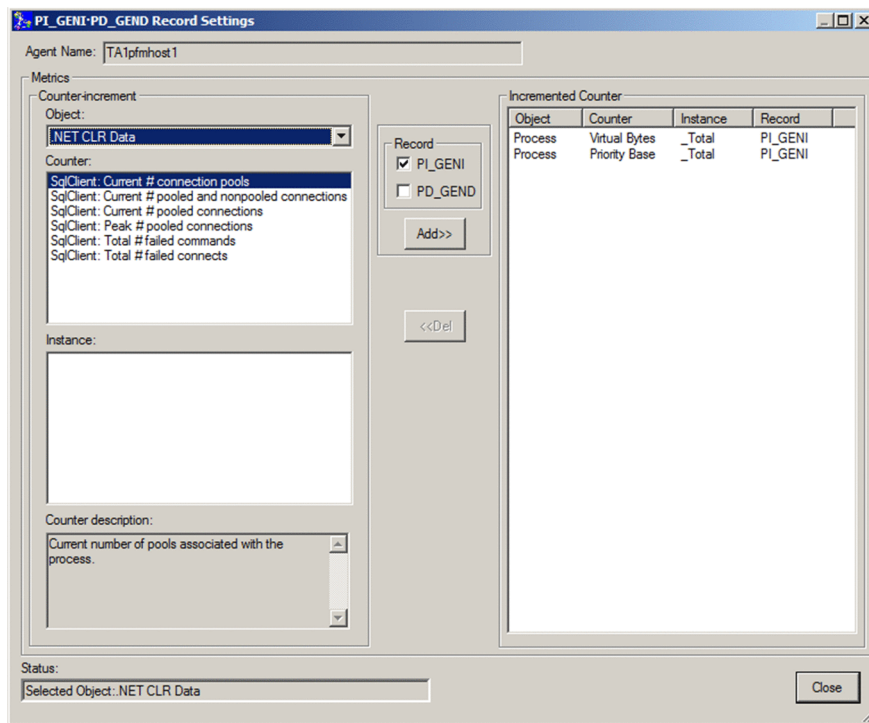 PI_GENI·PD_GEND Record Settings
Agent Name: TA1pfmhost1
Metrics
Counter-increment
Object:
.NET CLR Data
Counter:
SqlClient: Current # connection pools
SqlClient: Current # pooled and nonpooled connections
SqlClient: Current # pooled connections
SqlClient: Peak # pooled connections
SqlClient: Total # failed commands
SqlClient: Total # failed connects
Instance:
Counter description:
Current number of pools associated with the
process.
Record
PI_GENI
PD_GEND
Add>>
<<Del
Incremented Counter
Object Counter Instance Record
Process Virtual Bytes _Total PI_GENI
Process Priority Base _Total PI_GENI
Status:
Selected Object:.NET CLR Data
Close